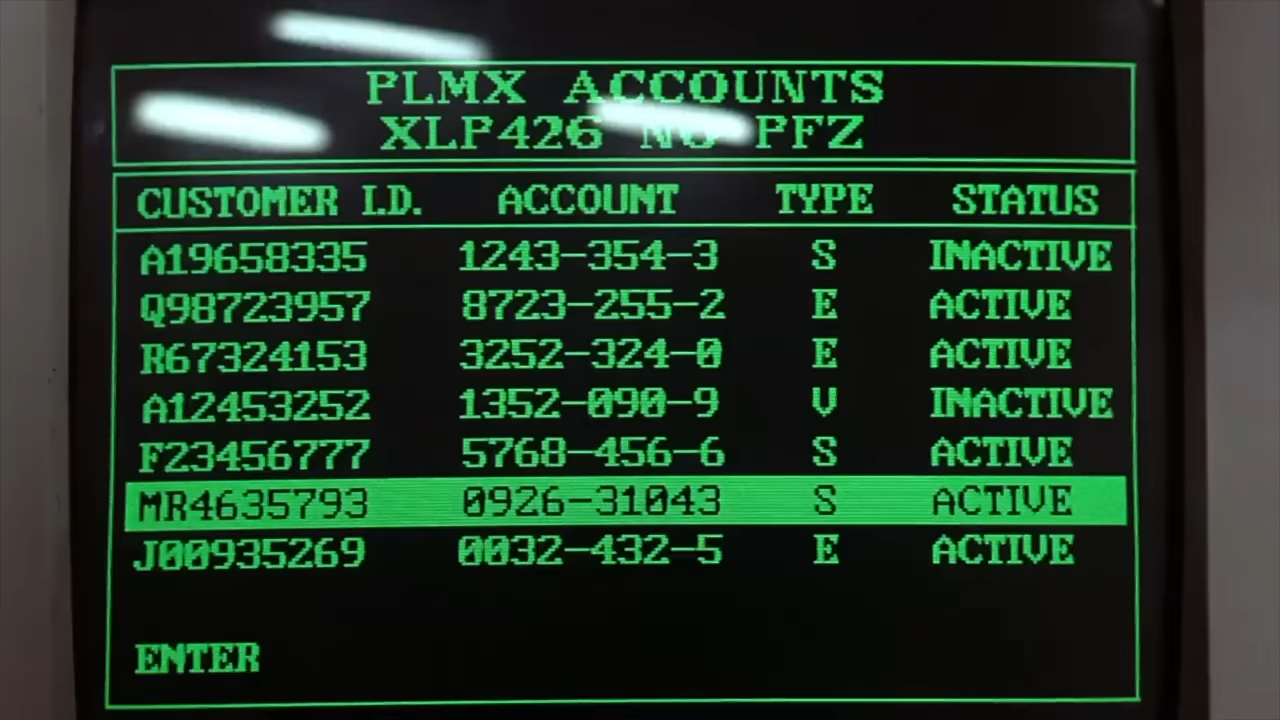 PLMX ACCOUNTS
XLP426 NO PFZ
CUSTOMER I.D. ACCOUNT TYPE STATUS
A19658335 1243-354-3 S INACTIVE
Q98723957 8723-255-2 E ACTIVE
R67324153 3252-324-0 E ACTIVE
A12453252 1352-090-9 V INACTIVE
F23456777 5768-456-6 S ACTIVE
MR4635793 0926-31043 S ACTIVE
J00935269 0032-432-5 E ACTIVE
ENTER